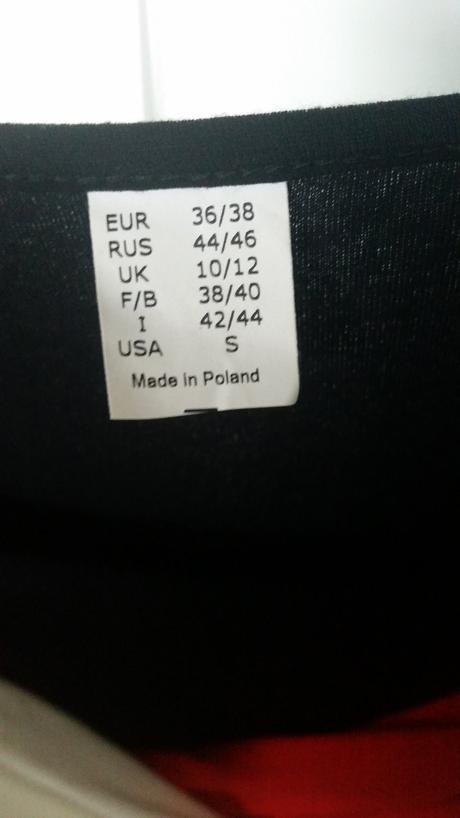 EUR 36/38
RUS 44/46
UK 10/12
F/B 38/40
I 42/44
USA S
Made in Poland